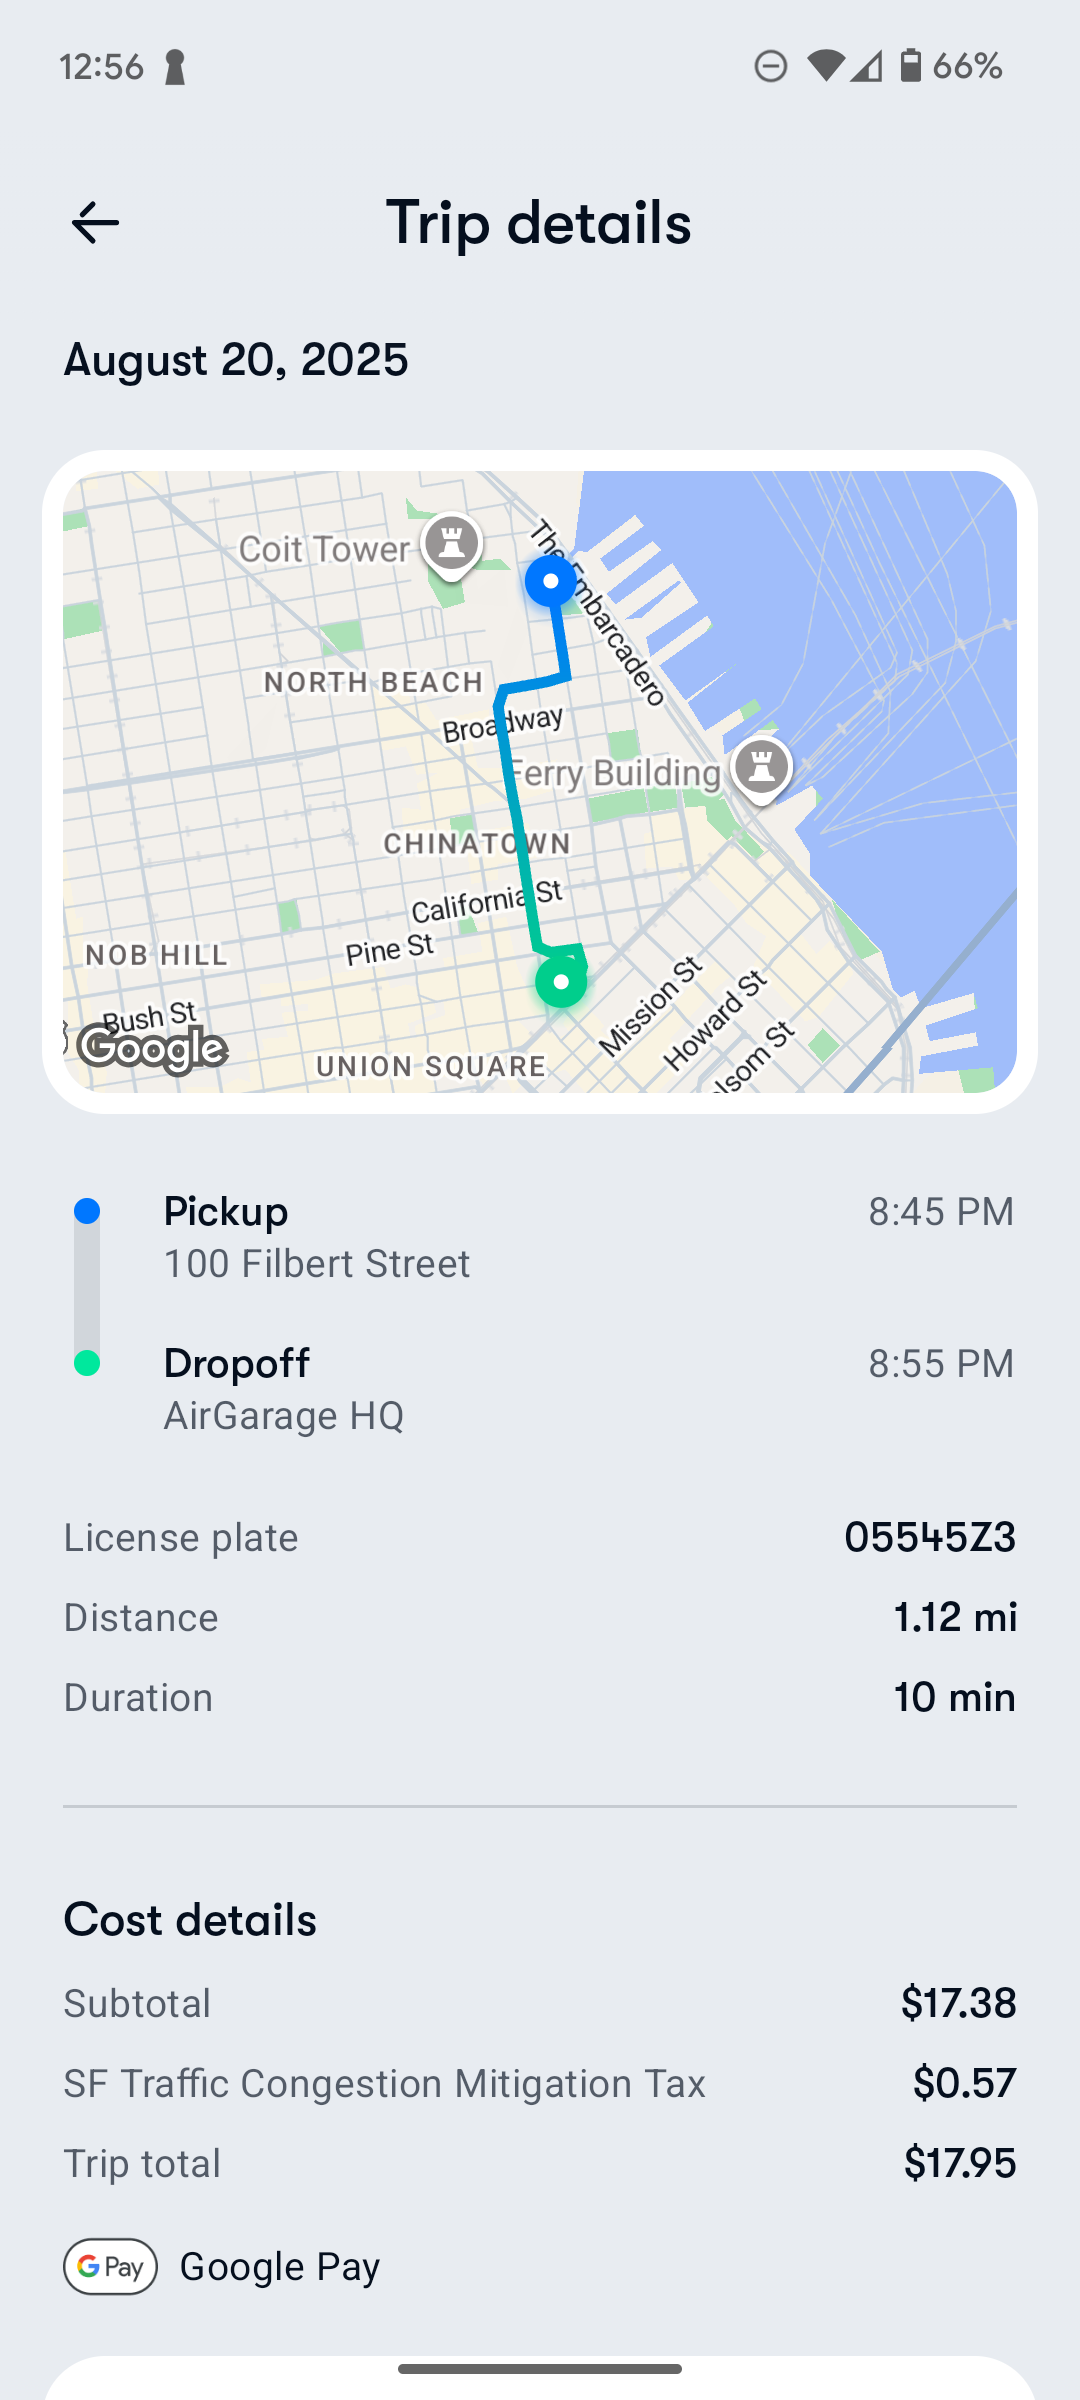 12:56
66%
Trip details
August 20, 2025
Coit Tower
The Embarcadero
NORTH BEACH
Broadway
Ferry Building
CHINATOWN
California St
Pine St
NOB HILL
Mission St
Howard St
Bush St
Google
olsom St
UNION SQUARE
Pickup 8:45 PM
100 Filbert Street
Dropoff 8:55 PM
AirGarage HQ
License plate 05545Z3
Distance 1.12 mi
Duration 10 min
Cost details
Subtotal $17.38
SF Traffic Congestion Mitigation Tax $0.57
Trip total $17.95
G Pay Google Pay